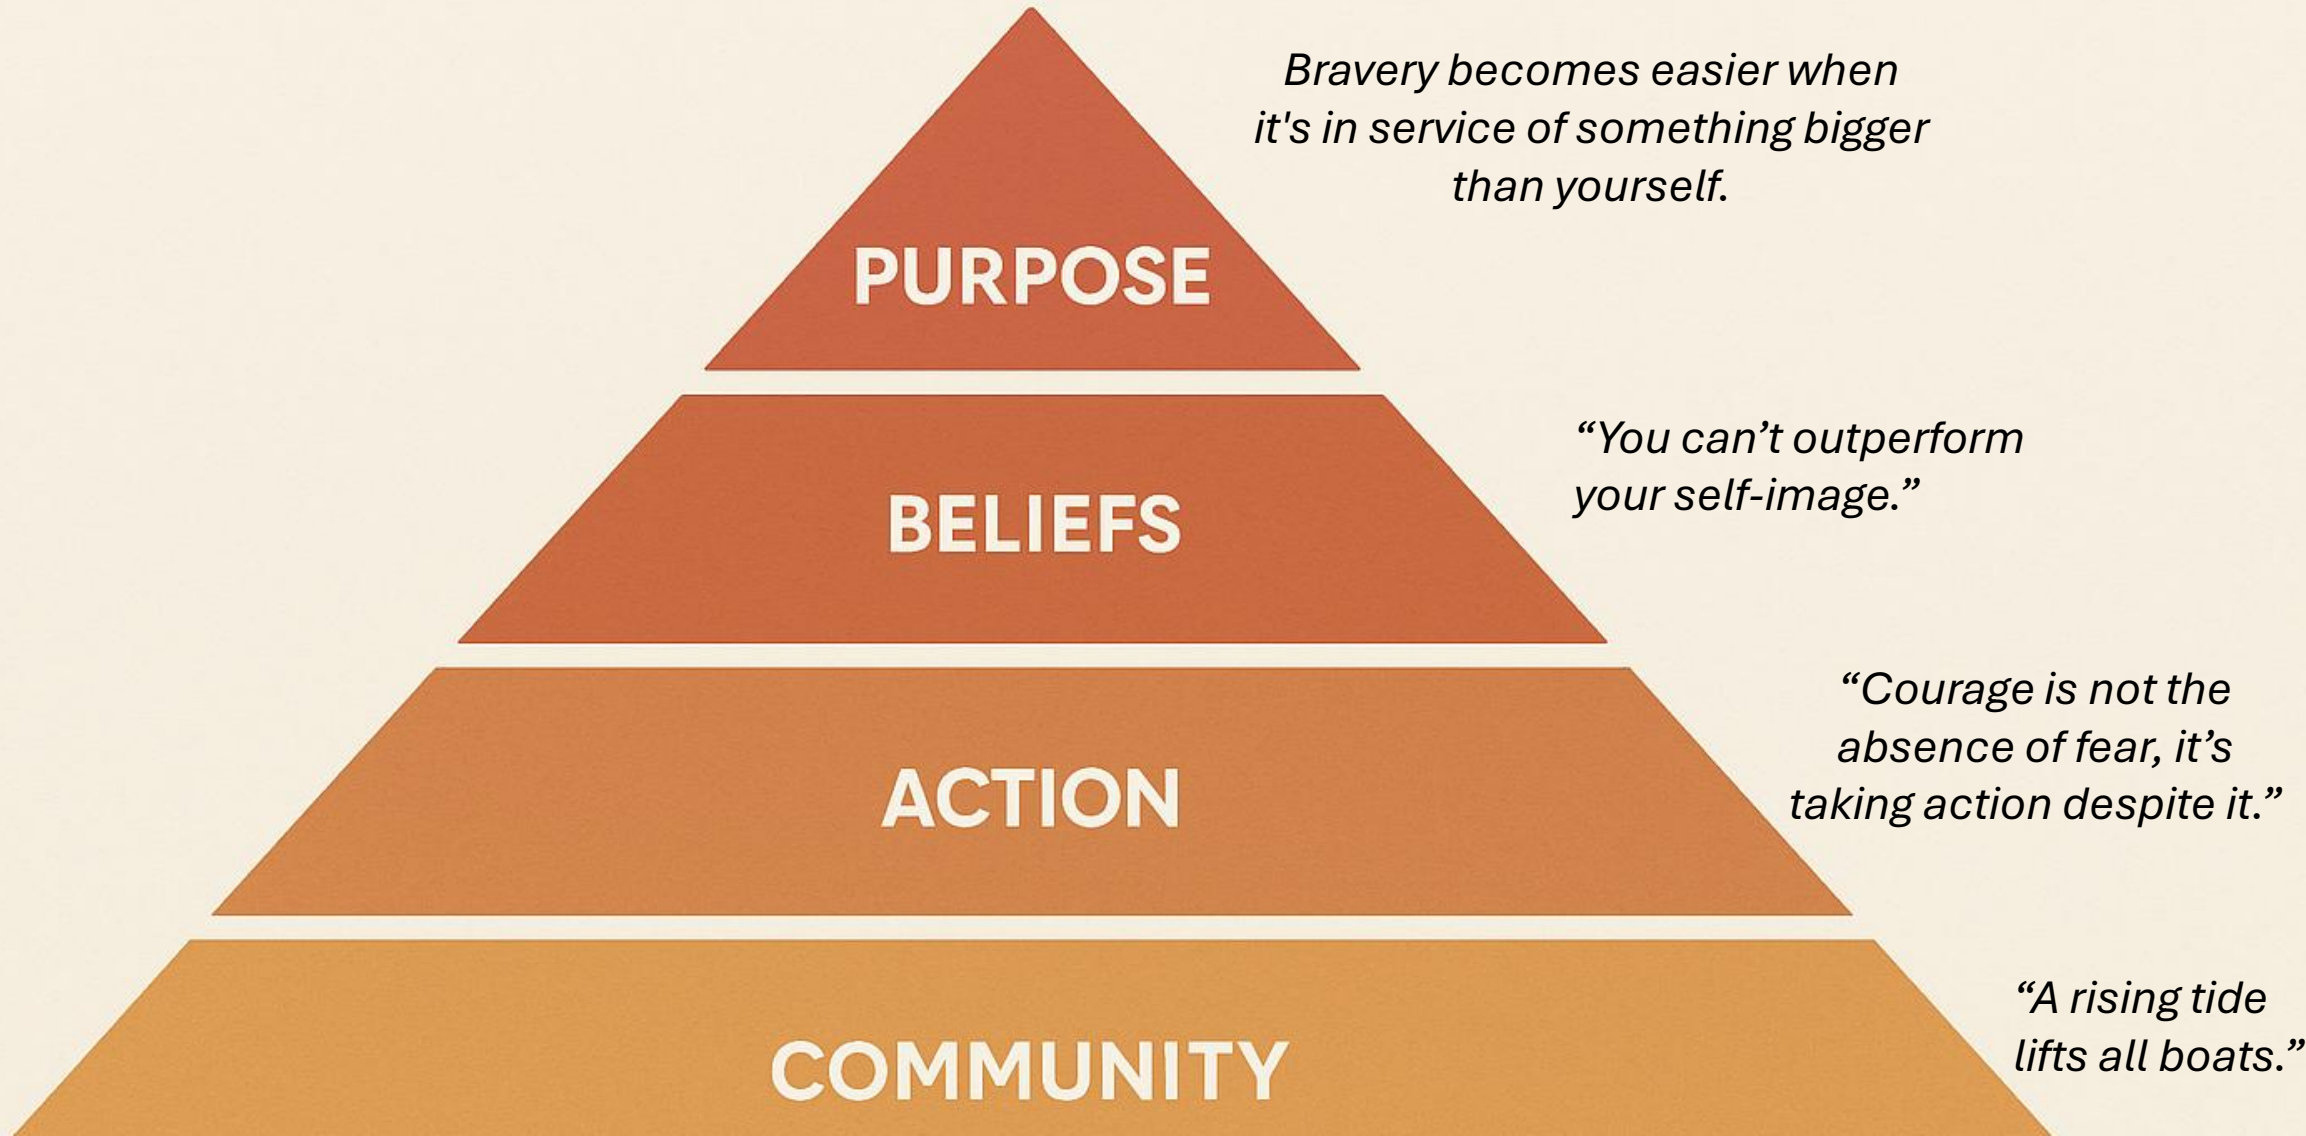 Bravery becomes easier when
it's in service of something bigger
than yourself.
PURPOSE
“You can’t outperform
your self-image.”
BELIEFS
“Courage is not the
absence of fear, it’s
taking action despite it.”
ACTION
“A rising tide
lifts all boats.”
COMMUNITY